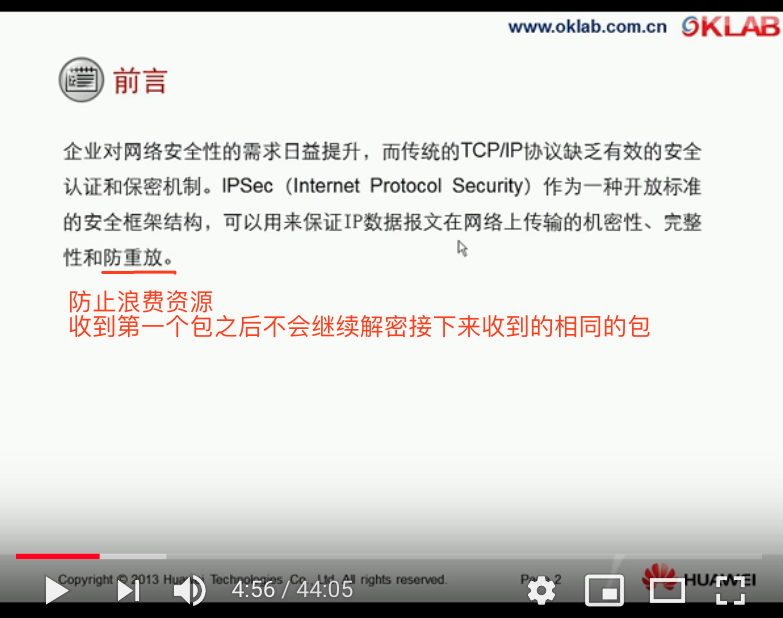 www.oklab.com.cn OKLAB
前言
企业对网络安全性的需求日益提升，而传统的TCP/IP协议缺乏有效的安全
认证和保密机制。IPSec（Internet Protocol Security）作为一种开放标准
的安全框架结构，可以用来保证IP数据报文在网络上传输的机密性、完整
性和防重放。
防止浪费资源
收到第一个包之后不会继续解密接下来收到的相同的包
Copyright © 2013 Huawei Technologies Co., Ltd. All rights reserved.
Page 2
HUAWEI
4:56 / 44:05